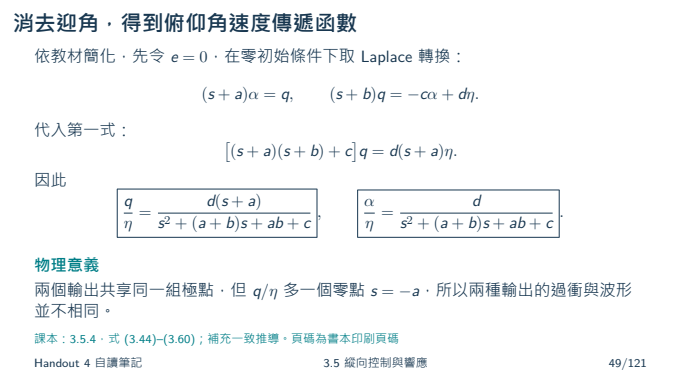 消去迎角，得到俯仰角速度傳遞函數
依教材簡化，先令 e = 0，在零初始條件下取 Laplace 轉換：
(s + a)α = q,  (s + b)q = −cα + dη.
代入第一式：
[(s + a)(s + b) + c]q = d(s + a)η.
因此
q/η = d(s + a)/(s² + (a + b)s + ab + c),  α/η = d/(s² + (a + b)s + ab + c).
物理意義
兩個輸出共享同一組極點，但 q/η 多一個零點 s = −a，所以兩種輸出的過衝與波形
並不相同。
課本：3.5.4，式 (3.44)–(3.60)；補充一致推導。頁碼為書本印刷頁碼
Handout 4 自讀筆記 3.5 縱向控制與響應 49/121